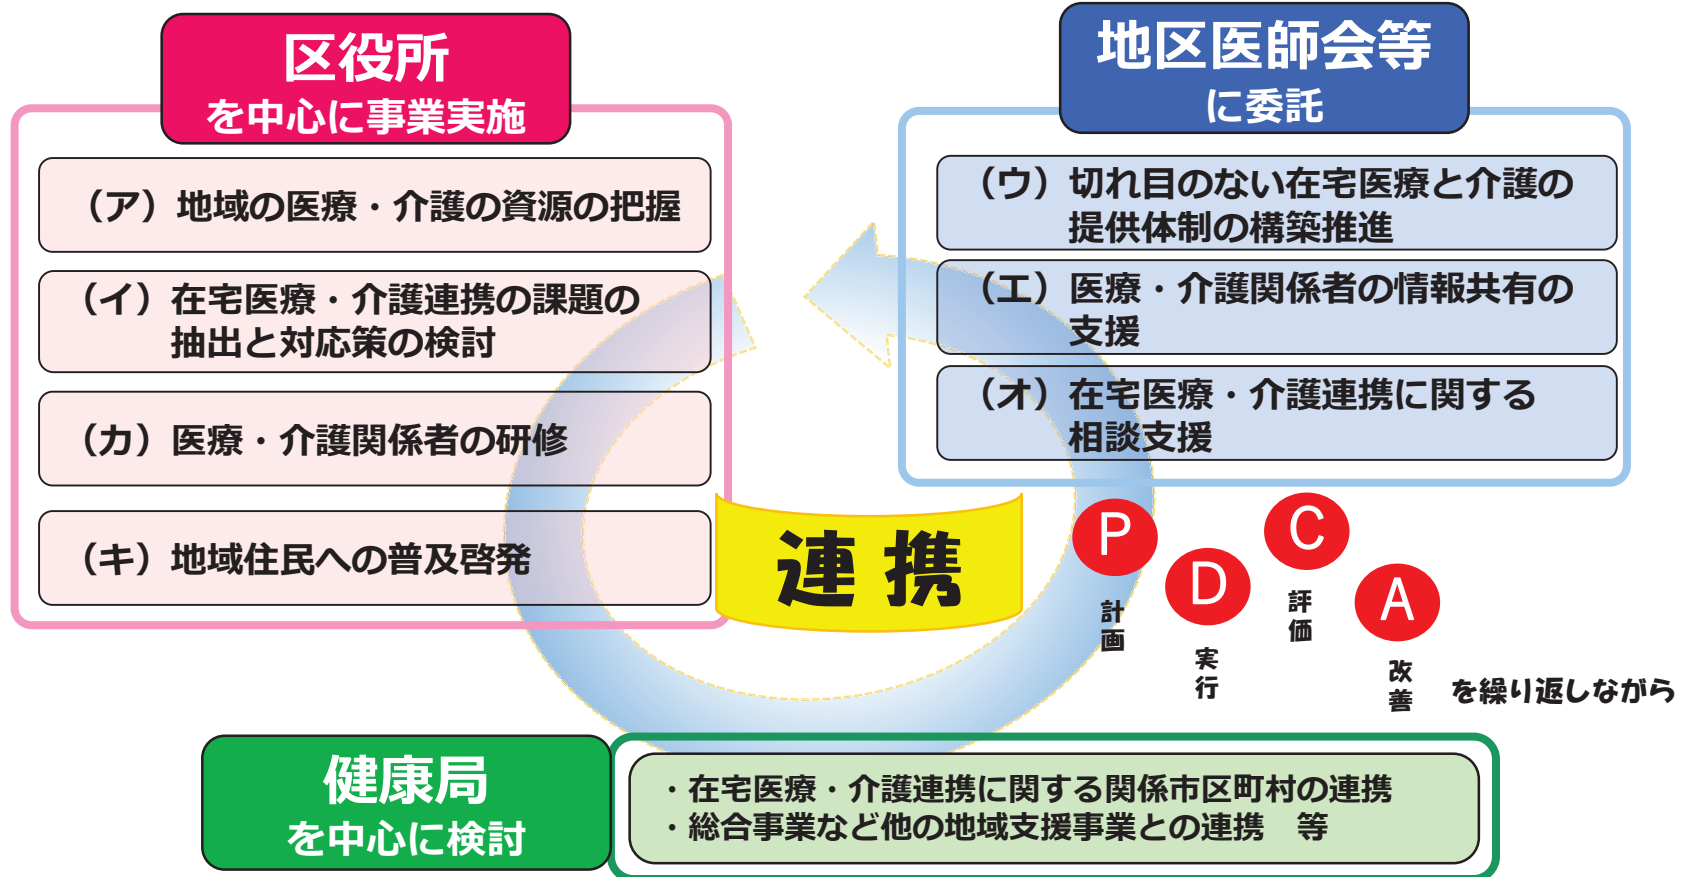 区役所
を中心に事業実施
（ア）地域の医療・介護の資源の把握
（イ）在宅医療・介護連携の課題の
抽出と対応策の検討
（カ）医療・介護関係者の研修
（キ）地域住民への普及啓発
地区医師会等
に委託
（ウ）切れ目のない在宅医療と介護の
提供体制の構築推進
（エ）医療・介護関係者の情報共有の
支援
（オ）在宅医療・介護連携に関する
相談支援
連携
P
計画
D
実行
C
評価
A
改善
を繰り返しながら
健康局
を中心に検討
・在宅医療・介護連携に関する関係市区町村の連携
・総合事業など他の地域支援事業との連携　等